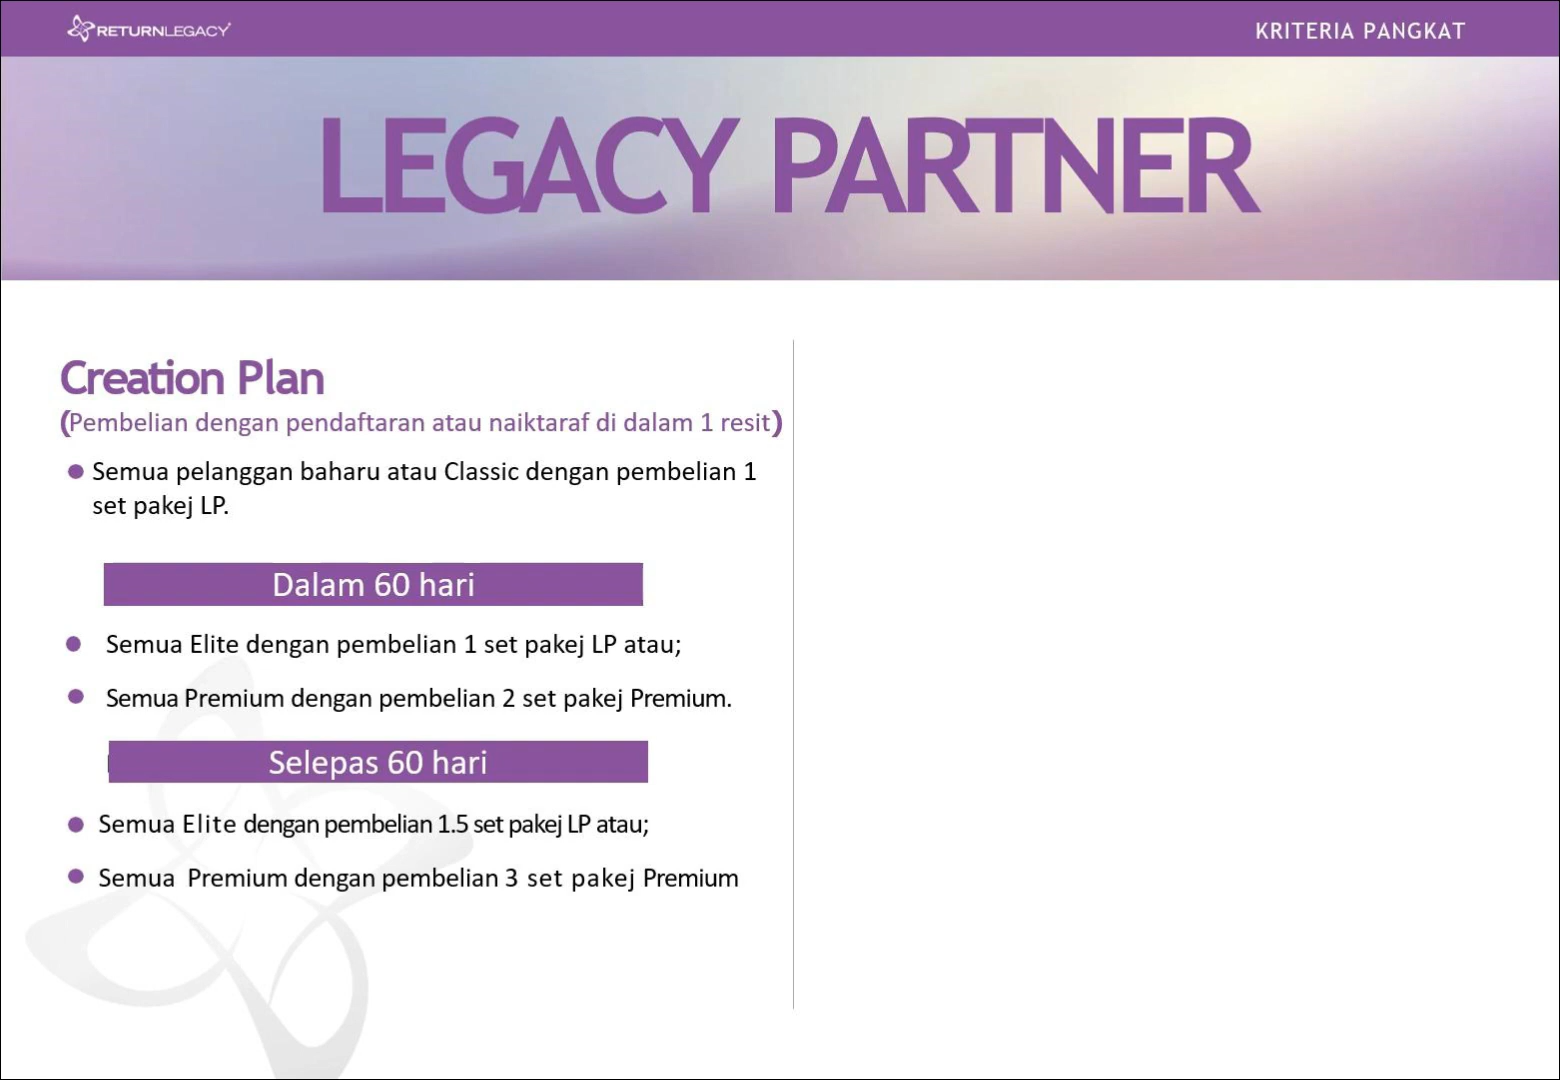 RETURNLEGACY
KRITERIA PANGKAT
LEGACY PARTNER
Creation Plan
(Pembelian dengan pendaftaran atau naiktaraf di dalam 1 resit)
Semua pelanggan baharu atau Classic dengan pembelian 1
set pakej LP.
Dalam 60 hari
Semua Elite dengan pembelian 1 set pakej LP atau;
Semua Premium dengan pembelian 2 set pakej Premium.
Selepas 60 hari
Semua Elite dengan pembelian 1.5 set pakej LP atau;
Semua Premium dengan pembelian 3 set pakej Premium